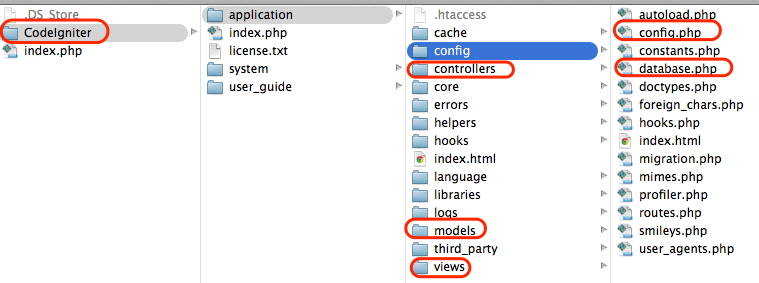 .DS_Store
CodeIgniter
index.php
application
index.php
license.txt
system
user_guide
.htaccess
cache
config
controllers
core
errors
helpers
hooks
index.html
language
libraries
logs
models
third_party
views
autoload.php
config.php
constants.php
database.php
doctypes.php
foreign_chars.php
hooks.php
index.html
migration.php
mimes.php
profiler.php
routes.php
smileys.php
user_agents.php